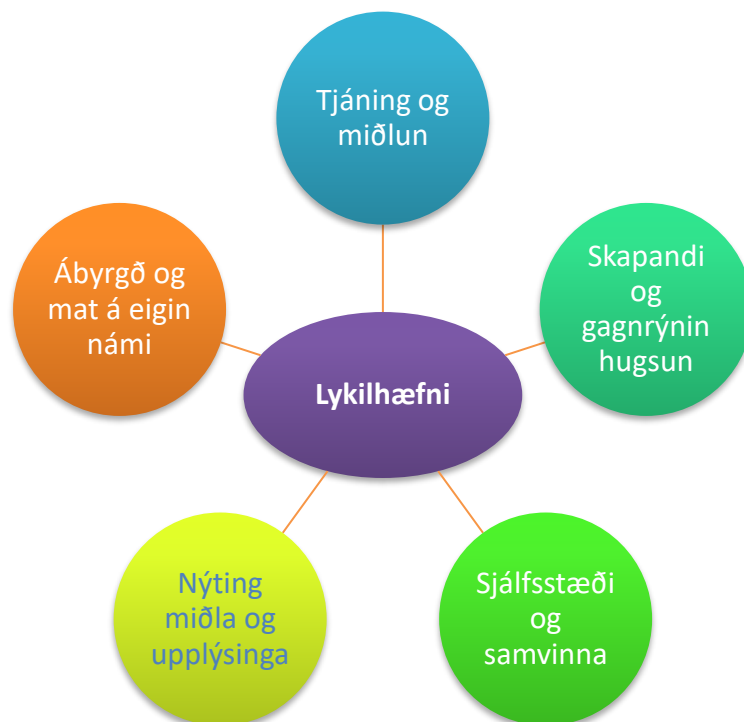 Tjáning og
miðlun
Skapandi
og
gagnrýnin
hugsun
Ábyrgð og
mat á eigin
námi
Lykilhæfni
Nýting
miðla og
upplýsinga
Sjálfsstæði
og
samvinna